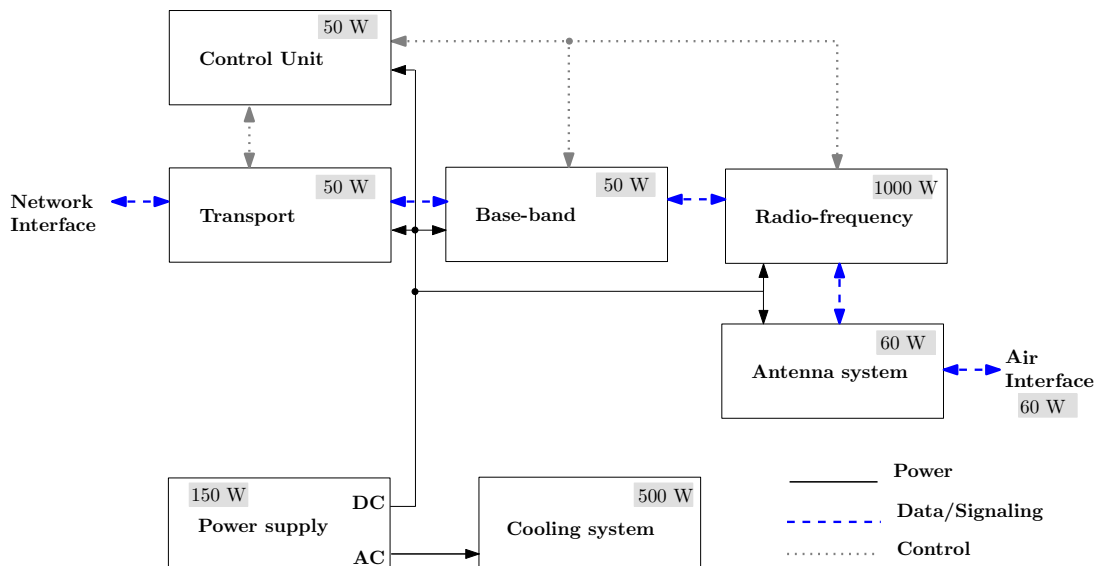 50 W
Control Unit
50 W
Transport
50 W
Base-band
1000 W
Radio-frequency
Network
Interface
60 W
Antenna system
Air
Interface
60 W
150 W
DC
Power supply
AC
500 W
Cooling system
Power
Data/Signaling
Control